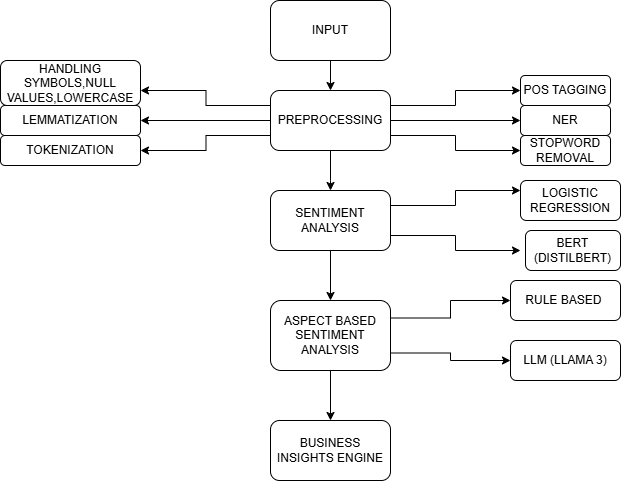 INPUT
HANDLING
SYMBOLS,NULL
VALUES,LOWERCASE
LEMMATIZATION
TOKENIZATION
PREPROCESSING
POS TAGGING
NER
STOPWORD
REMOVAL
SENTIMENT
ANALYSIS
LOGISTIC
REGRESSION
BERT
(DISTILBERT)
ASPECT BASED
SENTIMENT
ANALYSIS
RULE BASED
LLM (LLAMA 3)
BUSINESS
INSIGHTS ENGINE